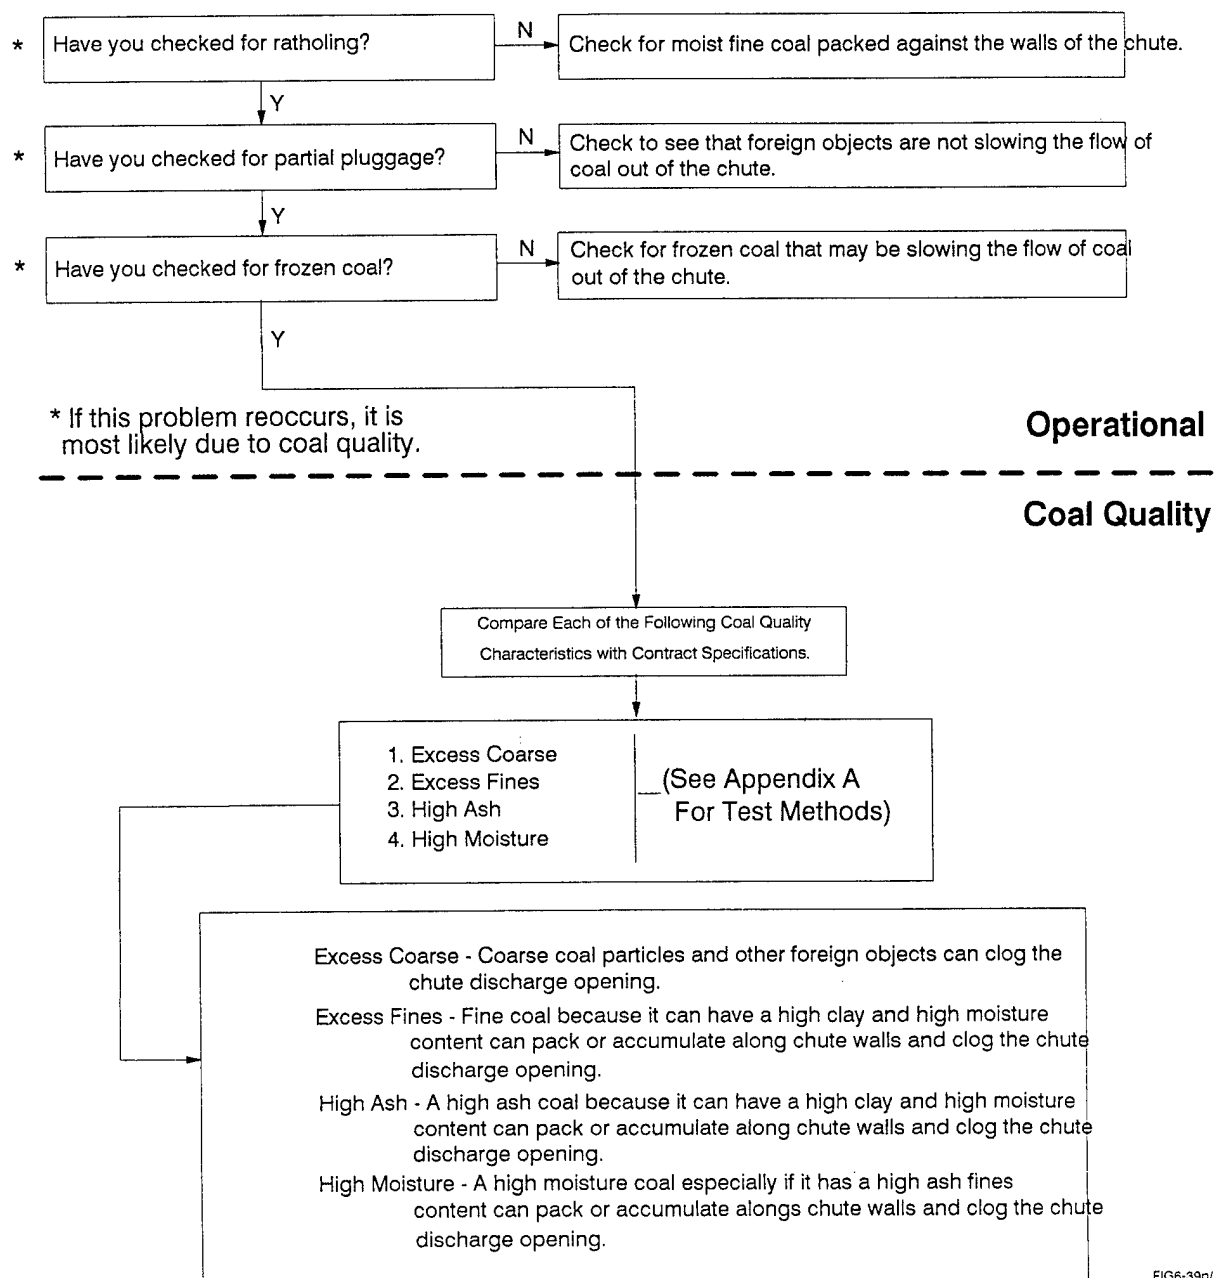 * Have you checked for ratholing?
N
Check for moist fine coal packed against the walls of the chute.
Y
* Have you checked for partial pluggage?
N
Check to see that foreign objects are not slowing the flow of
coal out of the chute.
Y
* Have you checked for frozen coal?
N
Check for frozen coal that may be slowing the flow of coal
out of the chute.
Y
* If this problem reoccurs, it is
most likely due to coal quality.
Operational
Coal Quality
Compare Each of the Following Coal Quality
Characteristics with Contract Specifications.
1. Excess Coarse
2. Excess Fines
3. High Ash
4. High Moisture
(See Appendix A
For Test Methods)
Excess Coarse - Coarse coal particles and other foreign objects can clog the
chute discharge opening.
Excess Fines - Fine coal because it can have a high clay and high moisture
content can pack or accumulate along chute walls and clog the chute
discharge opening.
High Ash - A high ash coal because it can have a high clay and high moisture
content can pack or accumulate along chute walls and clog the chute
discharge opening.
High Moisture - A high moisture coal especially if it has a high ash fines
content can pack or accumulate alongs chute walls and clog the chute
discharge opening.
FIG6-39n/